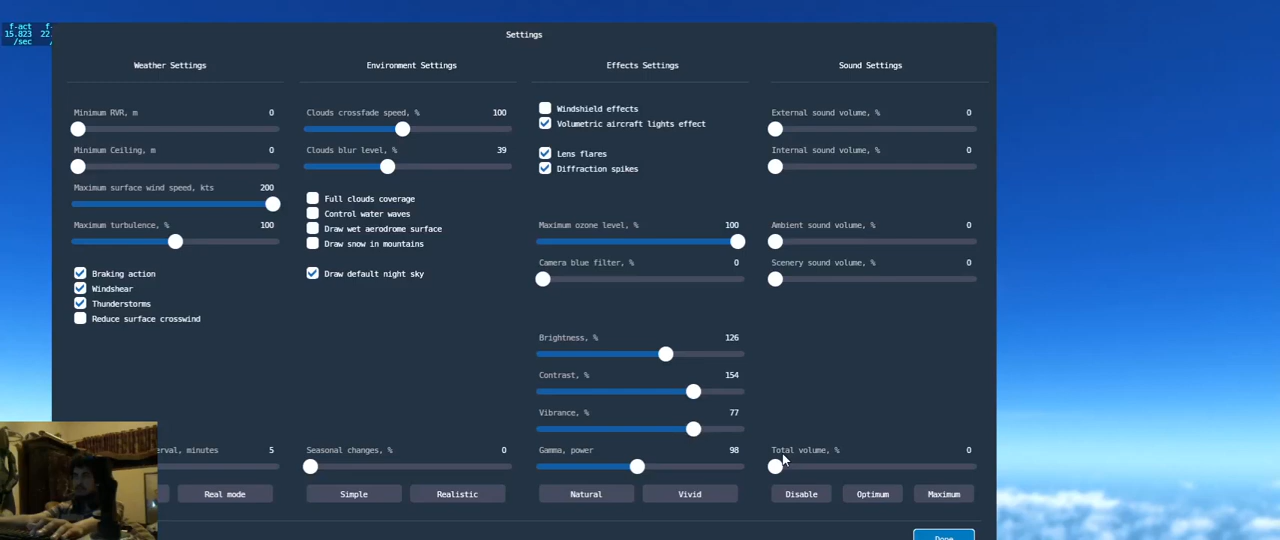 f-act f-
15.823 22.
/sec /
Settings
Weather Settings
Minimum RVR, m 0
Minimum Ceiling, m 0
Maximum surface wind speed, kts 200
Maximum turbulence, % 100
Braking action
Windshear
Thunderstorms
Reduce surface crosswind
erval, minutes 5
Real mode
Environment Settings
Clouds crossfade speed, % 100
Clouds blur level, % 39
Full clouds coverage
Control water waves
Draw wet aerodrome surface
Draw snow in mountains
Draw default night sky
Seasonal changes, % 0
Simple Realistic
Effects Settings
Windshield effects
Volumetric aircraft lights effect
Lens flares
Diffraction spikes
Maximum ozone level, % 100
Camera blue filter, % 0
Brightness, % 126
Contrast, % 154
Vibrance, % 77
Gamma, power 98
Natural Vivid
Sound Settings
External sound volume, % 0
Internal sound volume, % 0
Ambient sound volume, % 0
Scenery sound volume, % 0
Total volume, % 0
Disable Optimum Maximum
Done